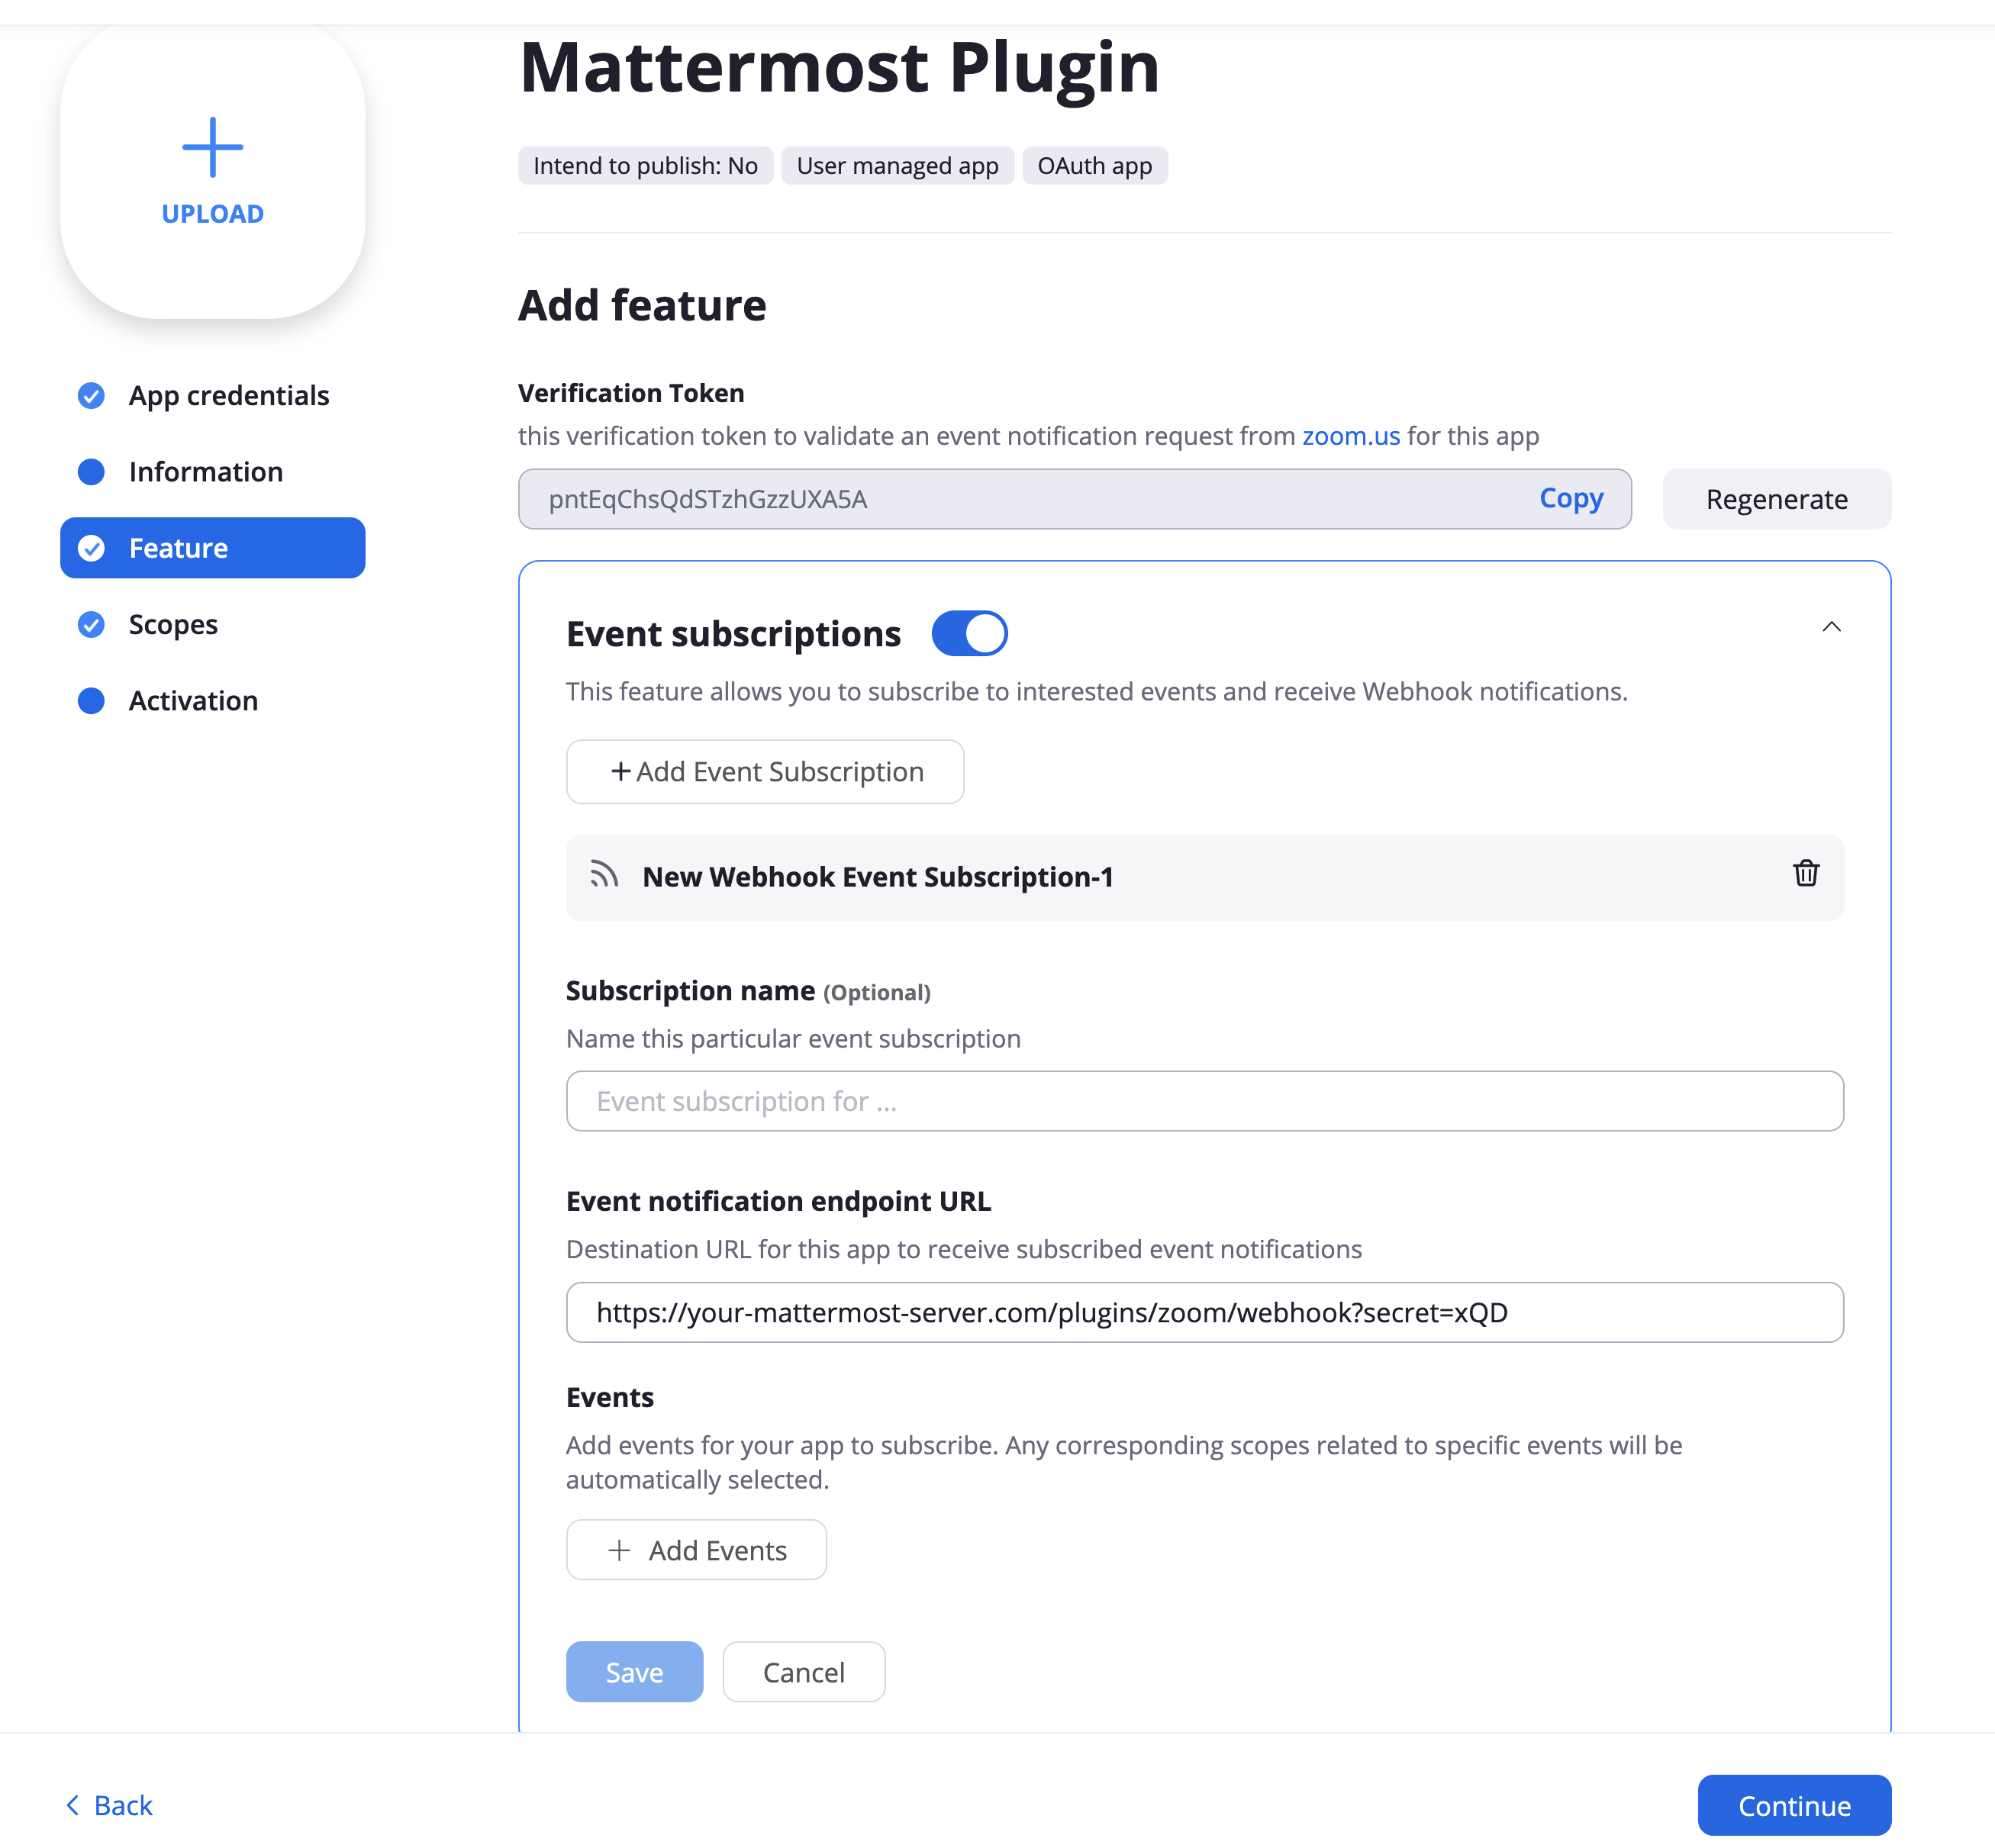 Mattermost Plugin
Intend to publish: No User managed app OAuth app
UPLOAD
App credentials
Information
Feature
Scopes
Activation
Add feature
Verification Token
this verification token to validate an event notification request from zoom.us for this app
pntEqChsQdSTzhGzzUXA5A Copy Regenerate
Event subscriptions
This feature allows you to subscribe to interested events and receive Webhook notifications.
+ Add Event Subscription
New Webhook Event Subscription-1
Subscription name (Optional)
Name this particular event subscription
Event subscription for ...
Event notification endpoint URL
Destination URL for this app to receive subscribed event notifications
https://your-mattermost-server.com/plugins/zoom/webhook?secret=xQD
Events
Add events for your app to subscribe. Any corresponding scopes related to specific events will be
automatically selected.
+ Add Events
Save Cancel
Back Continue